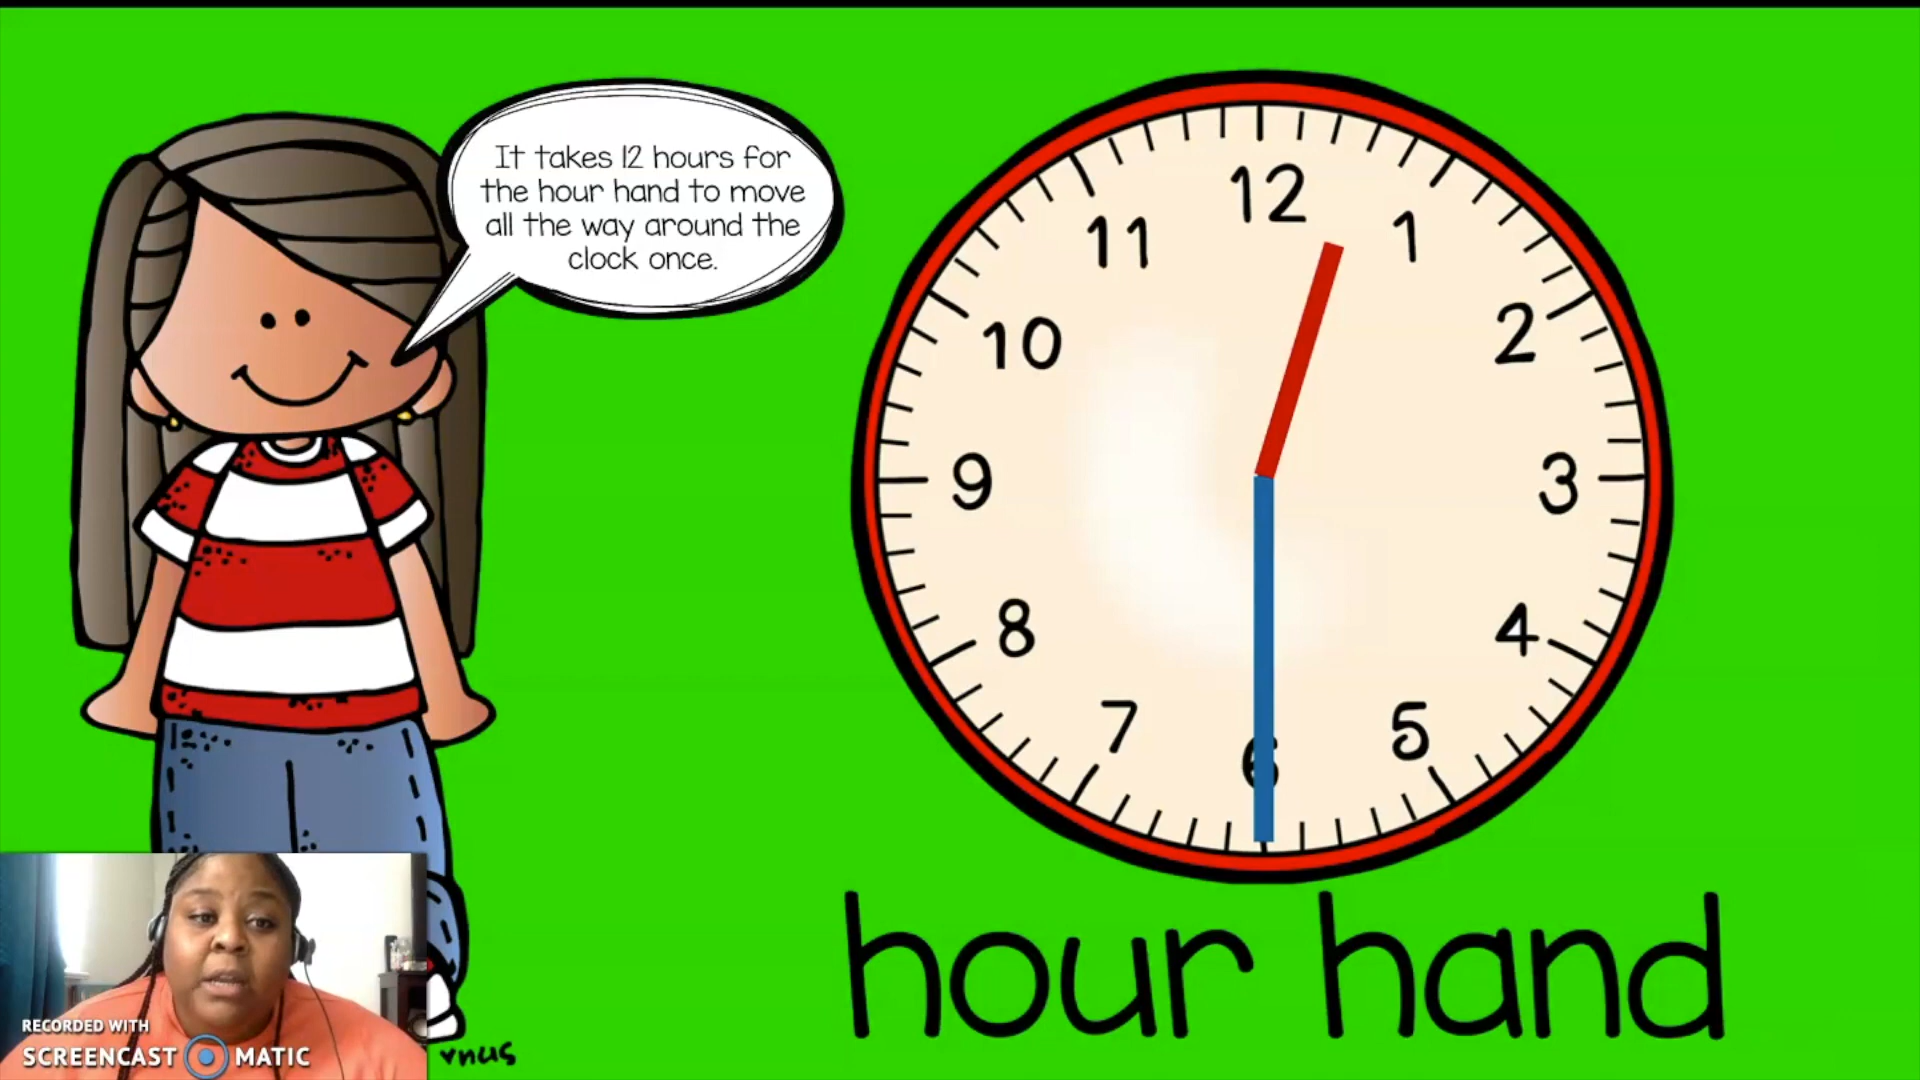 It takes 12 hours for
the hour hand to move
all the way around the
clock once.
12
1
2
3
4
5
6
7
8
9
10
11
hour hand
RECORDED WITH
SCREENCAST MATIC